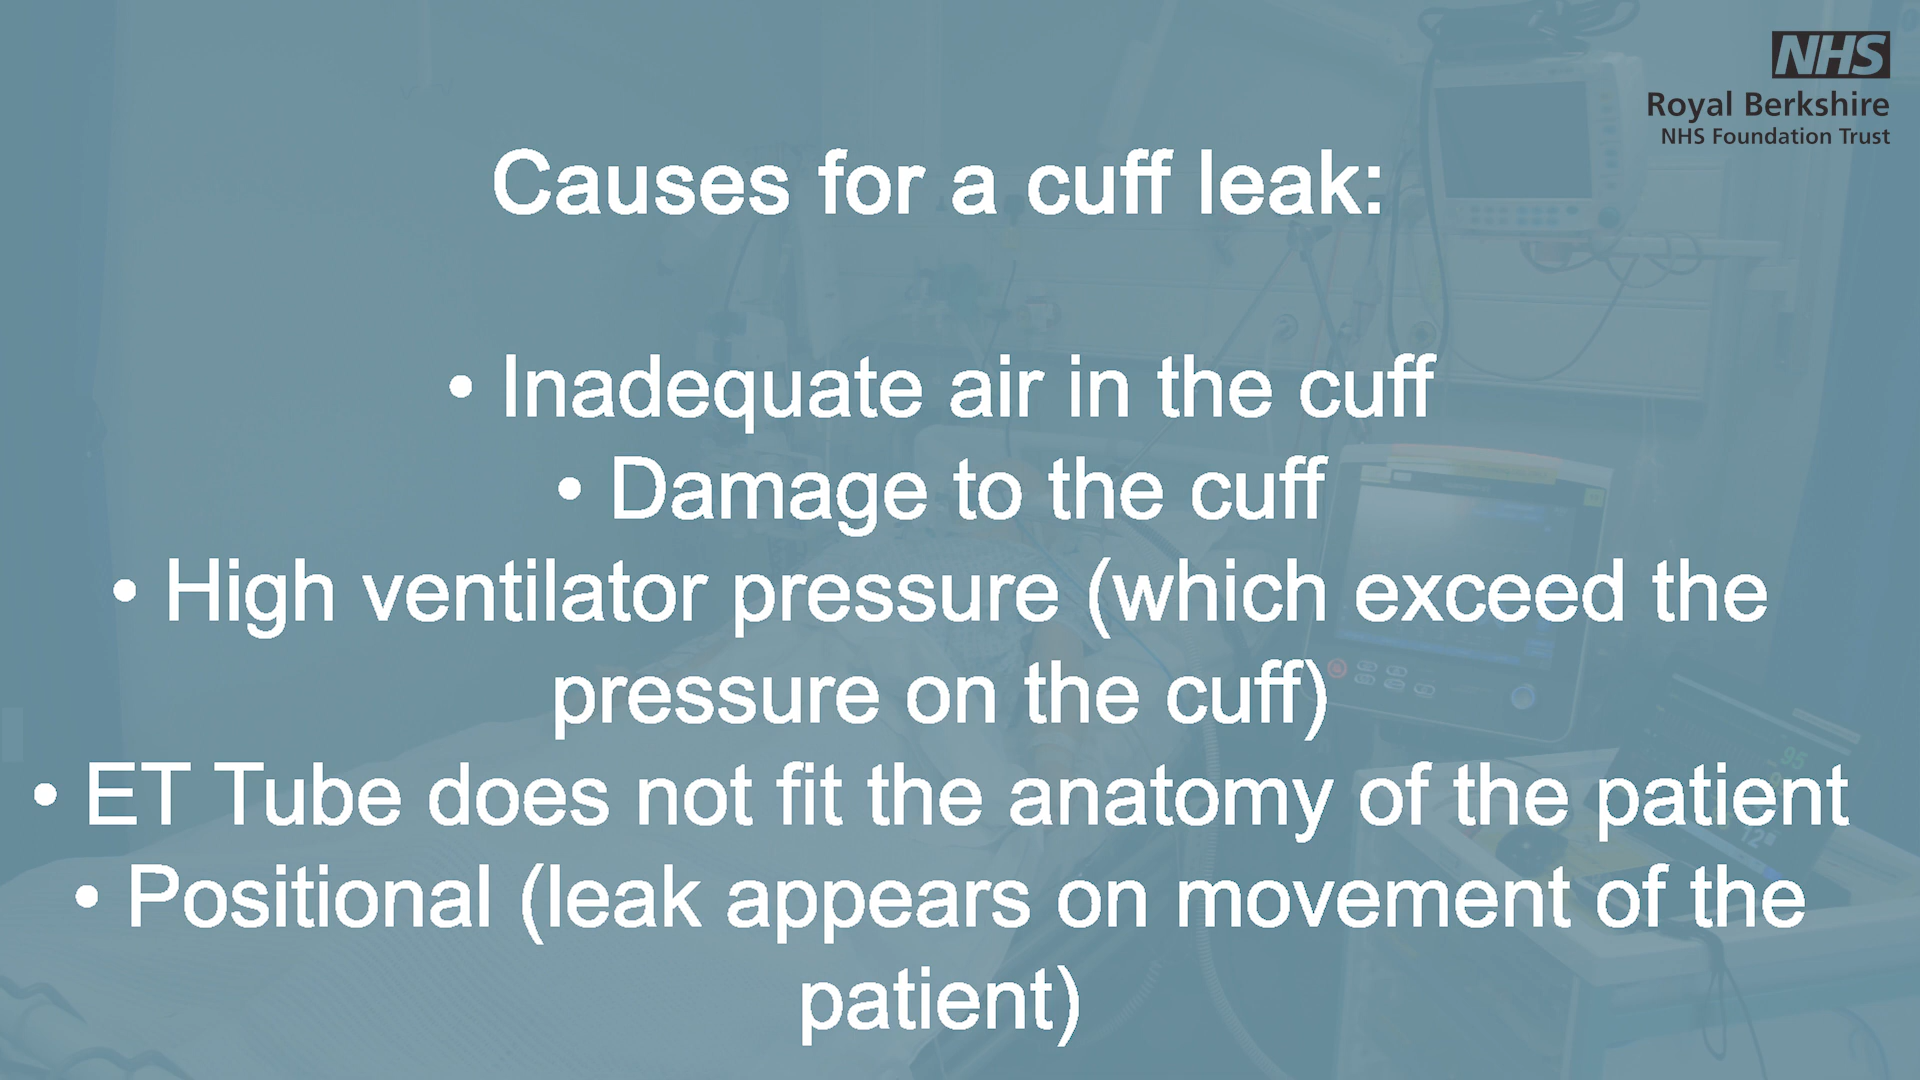 NHS
Royal Berkshire
NHS Foundation Trust
Causes for a cuff leak:
• Inadequate air in the cuff
• Damage to the cuff
• High ventilator pressure (which exceed the
pressure on the cuff)
• ET Tube does not fit the anatomy of the patient
• Positional (leak appears on movement of the
patient)
95
12